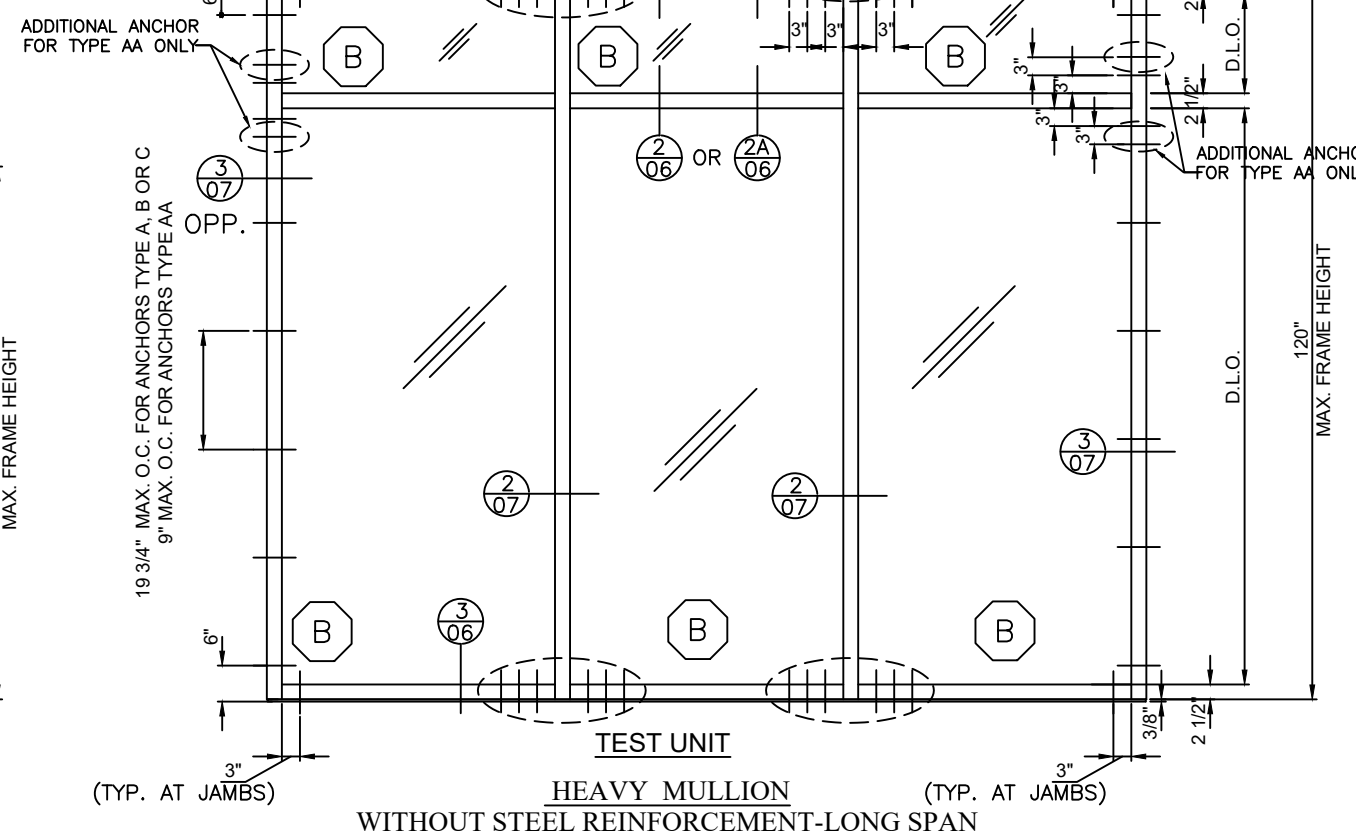 6"
ADDITIONAL ANCHOR
FOR TYPE AA ONLY
B
B
3"
3"
3"
B
3"
3"
3"
3"
2
D.L.O.
2 1/2"
2
06
OR
2A
06
ADDITIONAL ANCHO
FOR TYPE AA ONL
3
07
OPP.
19 3/4" MAX. O.C. FOR ANCHORS TYPE A, B OR C
9" MAX. O.C. FOR ANCHORS TYPE AA
MAX. FRAME HEIGHT
D.L.O.
120"
MAX. FRAME HEIGHT
3
07
2
07
2
07
6"
B
3
06
B
B
3/8"
2 1/2"
TEST UNIT
3"
(TYP. AT JAMBS)
3"
(TYP. AT JAMBS)
HEAVY MULLION
WITHOUT STEEL REINFORCEMENT-LONG SPAN